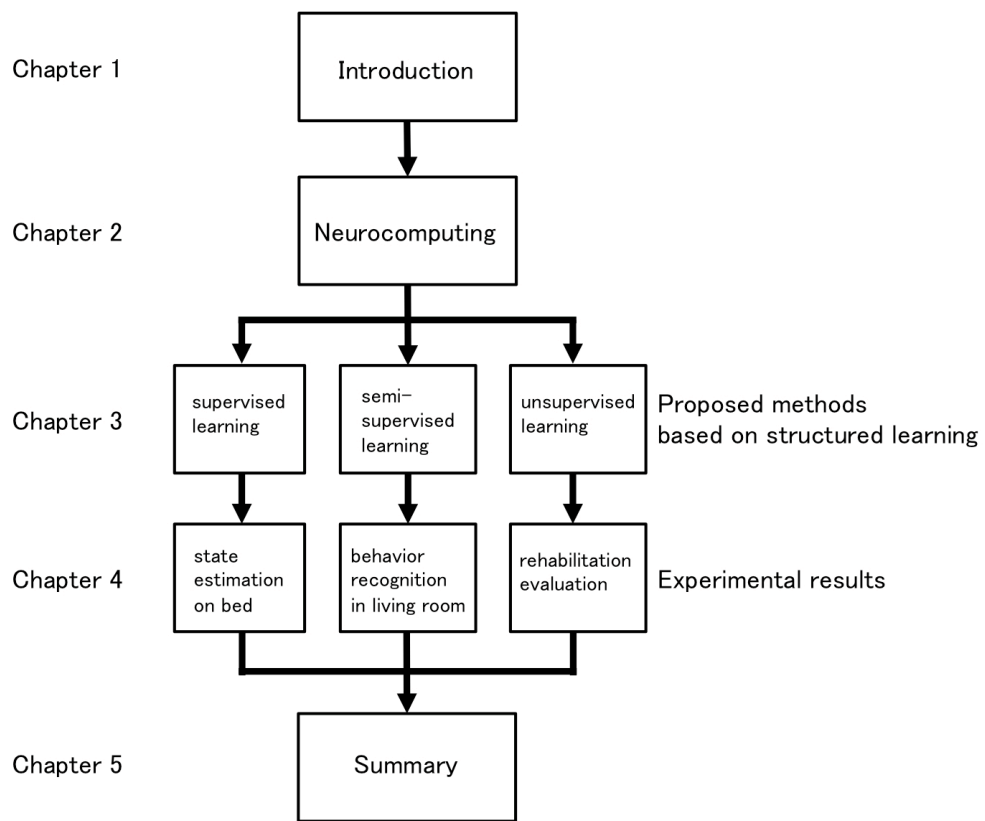 Chapter 1
Introduction
Chapter 2
Neurocomputing
Chapter 3
supervised
learning
semi-
supervised
learning
unsupervised
learning
Proposed methods
based on structured learning
Chapter 4
state
estimation
on bed
behavior
recognition
in living room
rehabilitation
evaluation
Experimental results
Chapter 5
Summary